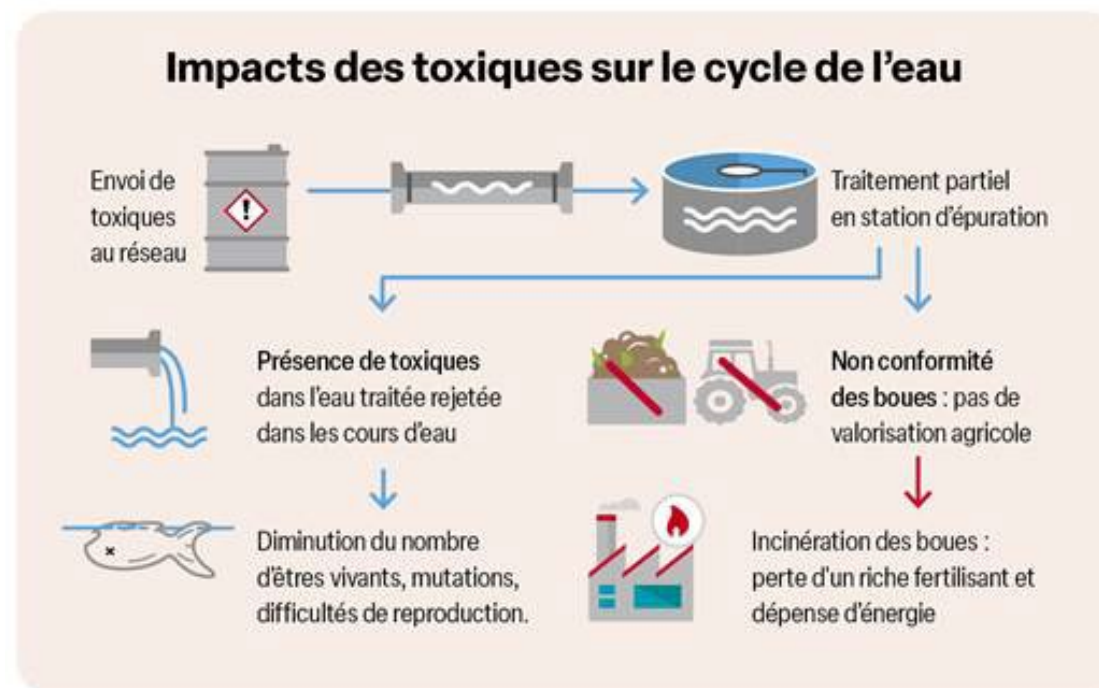 Impacts des toxiques sur le cycle de l’eau
Envoi de
toxiques
au réseau
!
Traitement partiel
en station d’épuration
Présence de toxiques
dans l’eau traitée rejetée
dans les cours d’eau
Non conformité
des boues : pas de
valorisation agricole
Diminution du nombre
d’êtres vivants, mutations,
difficultés de reproduction.
Incinération des boues :
perte d'un riche fertilisant et
dépense d’énergie